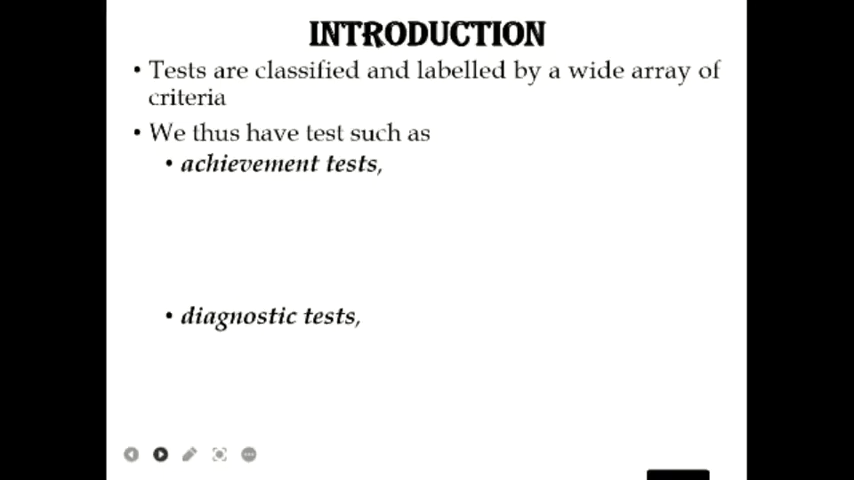 INTRODUCTION
• Tests are classified and labelled by a wide array of
criteria
• We thus have test such as
• achievement tests,
• diagnostic tests,